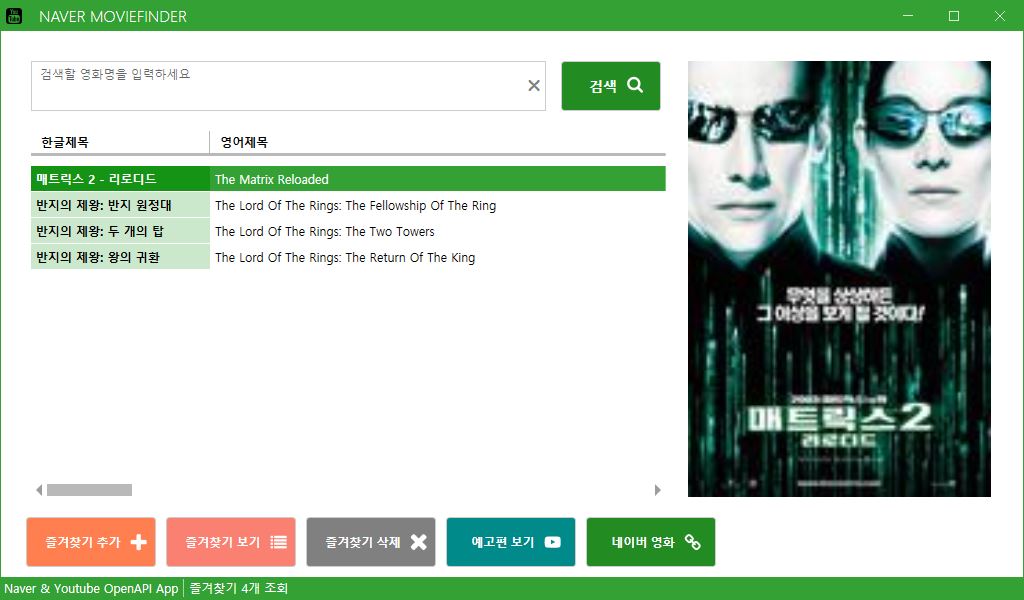 NAVER MOVIEFINDER
검색할 영화명을 입력하세요
검색
한글제목 영어제목
매트릭스 2 - 리로디드 The Matrix Reloaded
반지의 제왕: 반지 원정대 The Lord Of The Rings: The Fellowship Of The Ring
반지의 제왕: 두 개의 탑 The Lord Of The Rings: The Two Towers
반지의 제왕: 왕의 귀환 The Lord Of The Rings: The Return Of The King
무엇을 상상하든
그 이상을 보게 될 것이다!
매트릭스2
리로디드
즐겨찾기 추가 즐겨찾기 보기 즐겨찾기 삭제 예고편 보기 네이버 영화
Naver & Youtube OpenAPI App 즐겨찾기 4개 조회